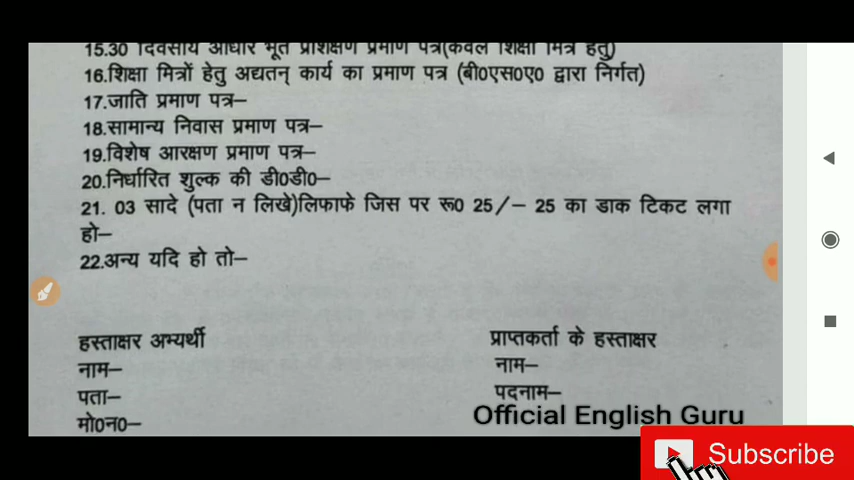 15.30 दिवसीय आधार भूत प्रशिक्षण प्रमाण पत्र(केवल शिक्षा मित्र हेतु)
16.शिक्षा मित्रों हेतु अद्यतन् कार्य का प्रमाण पत्र (बी0एस0ए0 द्वारा निर्गत)
17.जाति प्रमाण पत्र–
18.सामान्य निवास प्रमाण पत्र–
19.विशेष आरक्षण प्रमाण पत्र–
20.निर्धारित शुल्क की डी0डी0–
21. 03 सादे (पता न लिखे)लिफाफे जिस पर रू0 25/– 25 का डाक टिकट लगा
हो–
22.अन्य यदि हो तो–
हस्ताक्षर अभ्यर्थी
नाम–
पता–
मो0न0–
प्राप्तकर्ता के हस्ताक्षर
नाम–
पदनाम–
Official English Guru
Subscribe